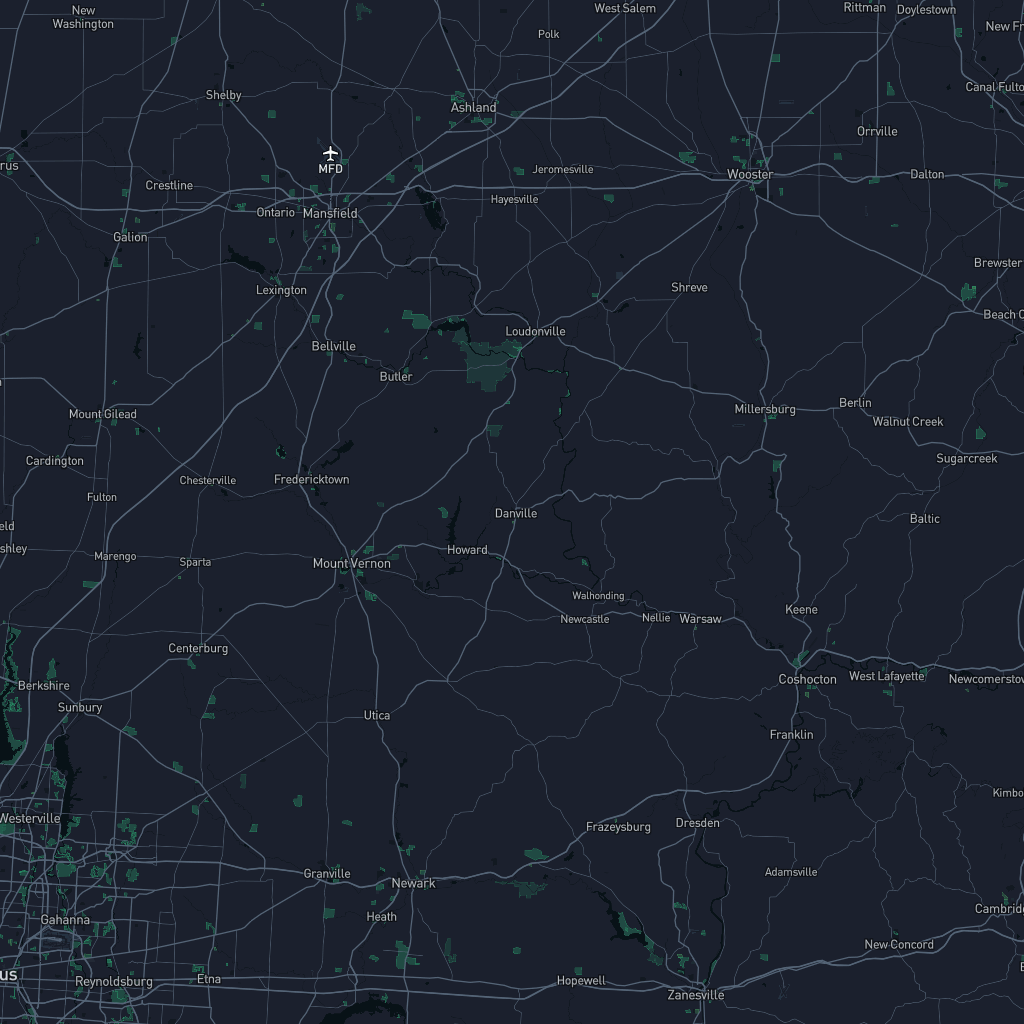 New
Washington
West Salem
Rittman
Doylestown
Polk
New Fr
Shelby
Ashland
Canal Fulto
Orrville
MFD
rus
Jeromesville
Wooster
Dalton
Crestline
Hayesville
Ontario
Mansfield
Galion
Brewster
Lexington
Shreve
Beach C
Loudonville
Bellville
Butler
Berlin
Mount Gilead
Millersburg
Walnut Creek
Cardington
Sugarcreek
Chesterville
Fredericktown
Fulton
Danville
Baltic
eld
shley
Howard
Marengo
Sparta
Mount Vernon
Walhonding
Keene
Newcastle
Nellie
Warsaw
Centerburg
Coshocton
West Lafayette
Newcomerstow
Berkshire
Sunbury
Utica
Franklin
Kimbo
Westerville
Frazeysburg
Dresden
Granville
Newark
Adamsville
Heath
Cambridg
Gahanna
New Concord
us
Reynoldsburg
Etna
Hopewell
Zanesville